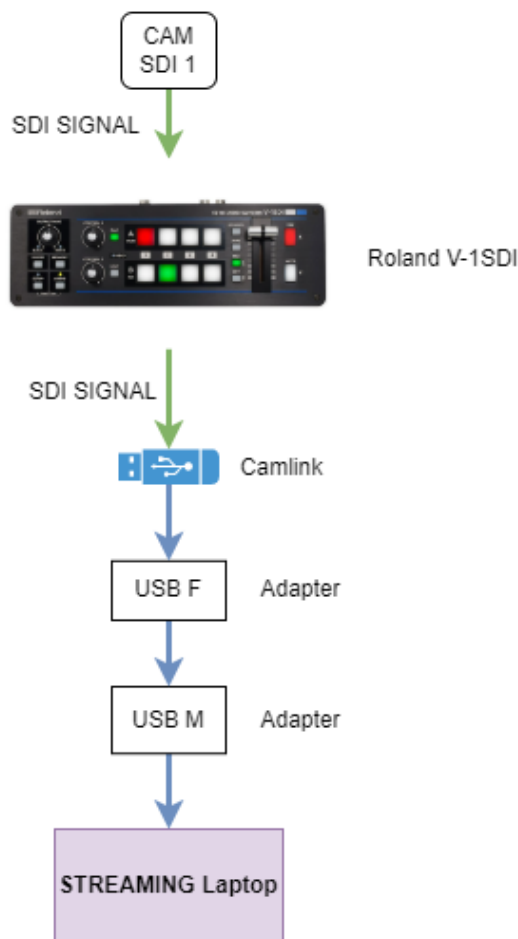 CAM
SDI 1
SDI SIGNAL
Roland V-1SDI
SDI SIGNAL
Camlink
USB F
Adapter
USB M
Adapter
STREAMING Laptop